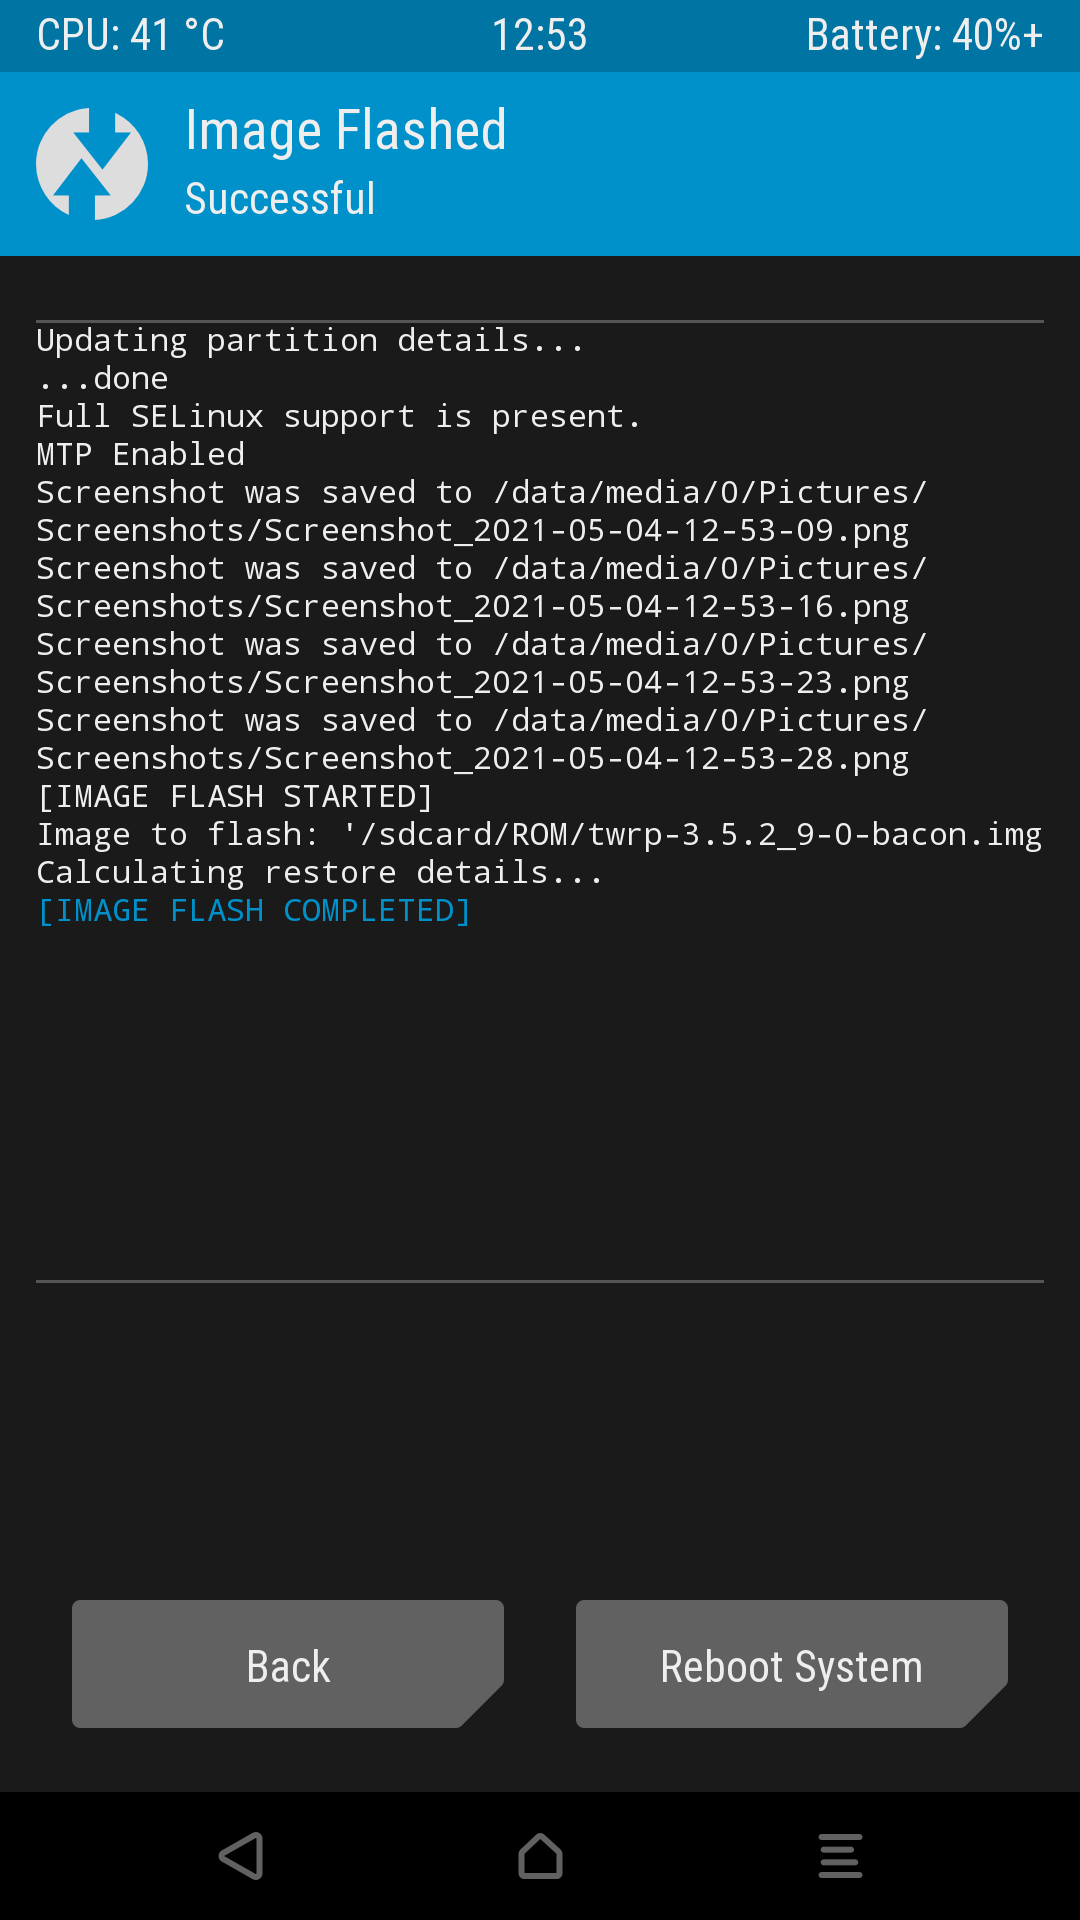 CPU: 41 °C 12:53 Battery: 40%+
Image Flashed
Successful
Updating partition details...
...done
Full SELinux support is present.
MTP Enabled
Screenshot was saved to /data/media/0/Pictures/
Screenshots/Screenshot_2021-05-04-12-53-09.png
Screenshot was saved to /data/media/0/Pictures/
Screenshots/Screenshot_2021-05-04-12-53-16.png
Screenshot was saved to /data/media/0/Pictures/
Screenshots/Screenshot_2021-05-04-12-53-23.png
Screenshot was saved to /data/media/0/Pictures/
Screenshots/Screenshot_2021-05-04-12-53-28.png
[IMAGE FLASH STARTED]
Image to flash: '/sdcard/ROM/twrp-3.5.2_9-0-bacon.img
Calculating restore details...
[IMAGE FLASH COMPLETED]
Back Reboot System